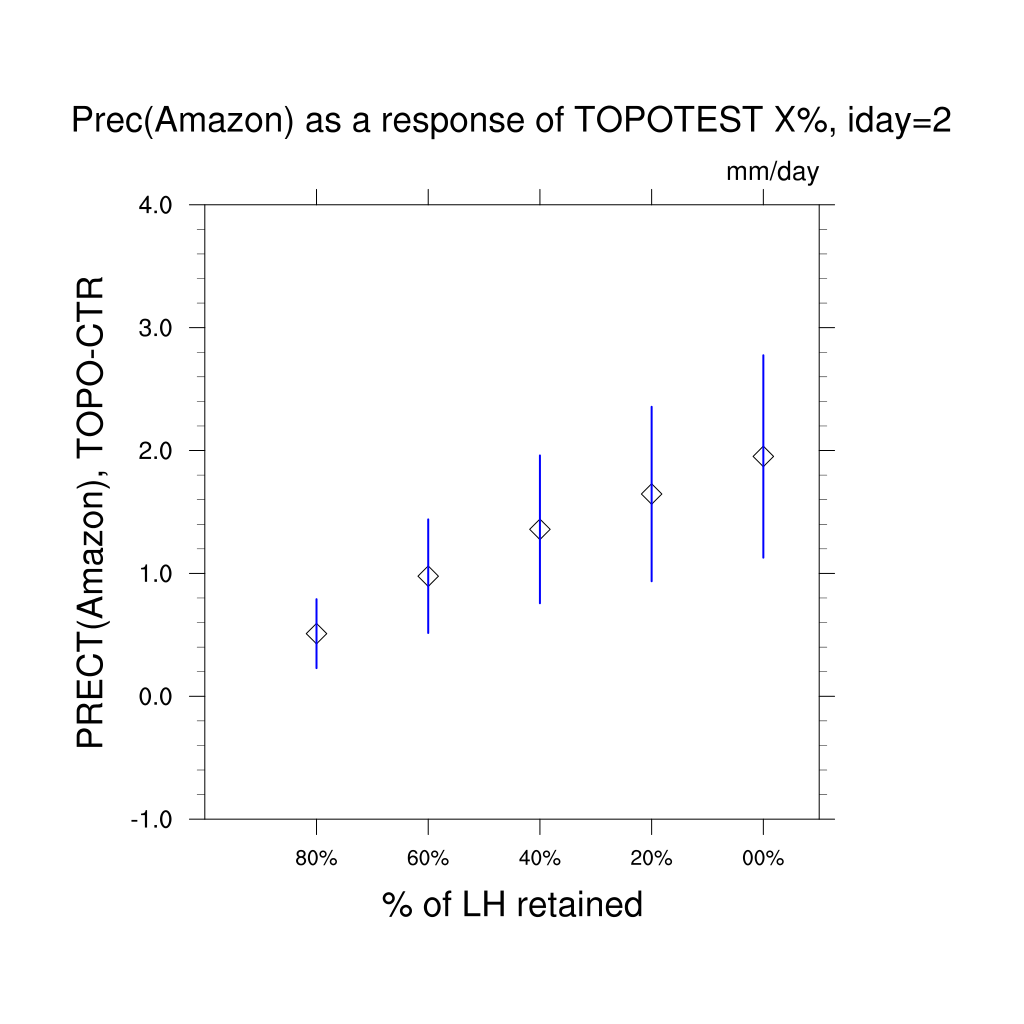 Prec(Amazon) as a response of TOPOTEST X%, iday=2
mm/day
PRECT(Amazon), TOPO-CTR
4.0
3.0
2.0
1.0
0.0
-1.0
80% 60% 40% 20% 00%
% of LH retained